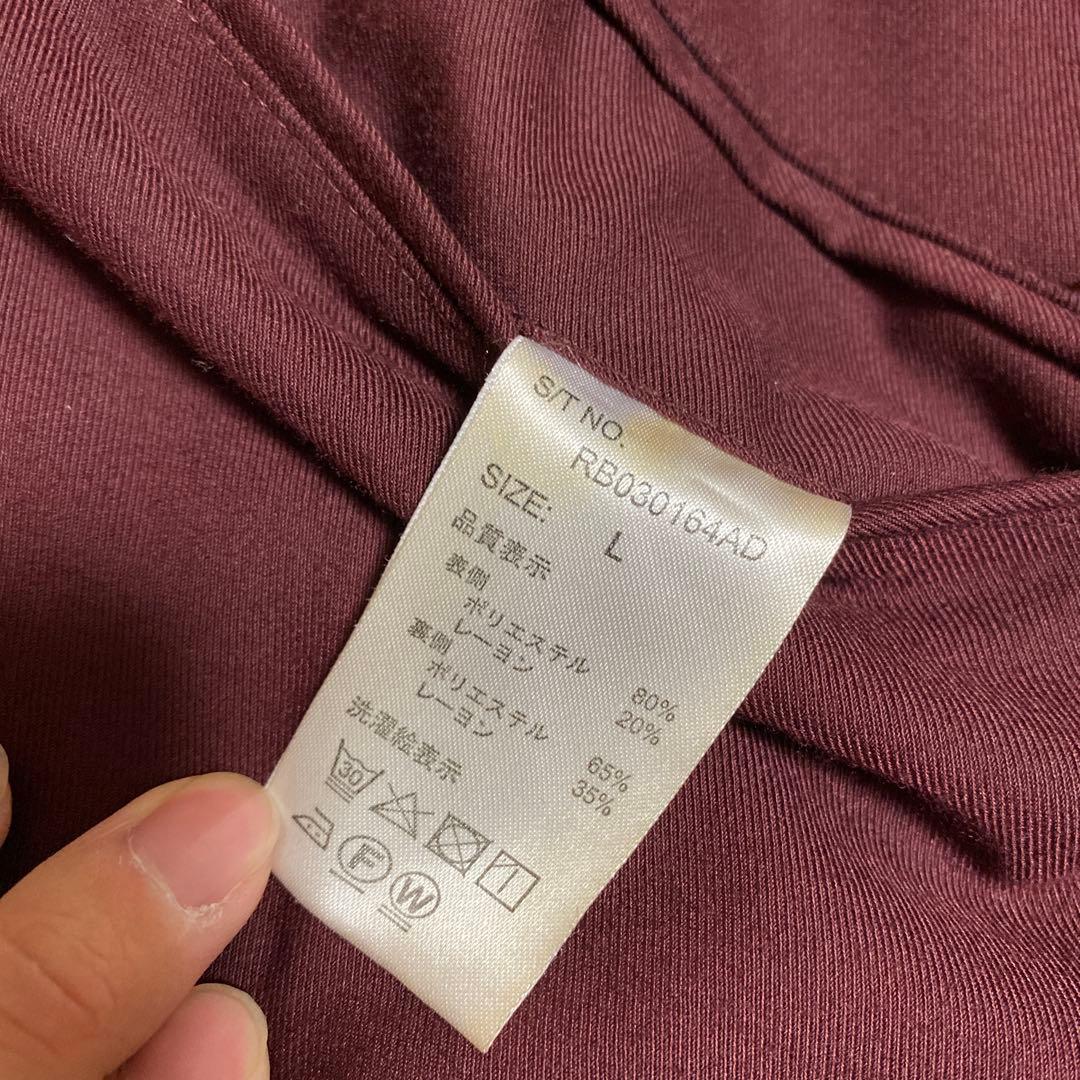 S/T NO.
RB030164AD
SIZE:
L
品質表示
表側
ポリエステル 80%
レーヨン 20%
裏側
ポリエステル 65%
レーヨン 35%
洗濯絵表示
30
F
W